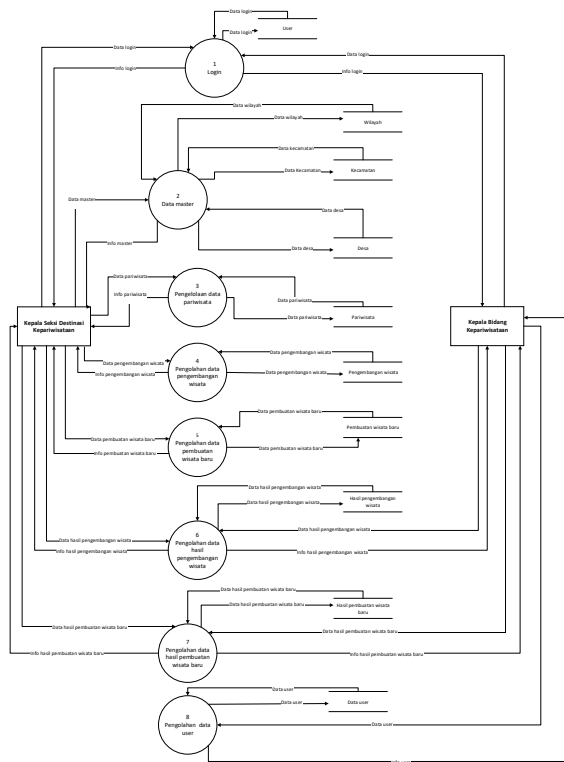 Data login
Data login
User
1
Login
Data login
Info login
Data login
Info login
Data wilayah
Data wilayah
Wilayah
Data kecamatan
Data Kecamatan
Kecamatan
2
Data master
Data master
Info master
Data desa
Data desa
Desa
3
Pengelolaan data
pariwisata
Data pariwisata
Info pariwisata
Data pariwisata
Data pariwisata
Pariwisata
Kepala Seksi Destinasi
Kepariwisataan
Kepala Bidang
Kepariwisataan
4
Pengolahan data
pengembangan
wisata
Data pengembangan wisata
Info pengembangan wisata
Data pengembangan wisata
Data pengembangan wisata
Pengembangan wisata
5
Pengolahan data
pembuatan
wisata baru
Data pembuatan wisata baru
Info pembuatan wisata baru
Data pembuatan wisata baru
Data pembuatan wisata baru
Pembuatan wisata baru
Data hasil pengembangan wisata
Data hasil pengembangan wisata
Hasil pengembangan
wisata
6
Pengolahan data
hasil
pengembangan
wisata
Data hasil pengembangan wisata
Info hasil pengembangan wisata
Data hasil pengembangan wisata
Info hasil pengembangan wisata
Data hasil pembuatan wisata baru
Data hasil pembuatan wisata baru
Hasil pembuatan wisata
baru
7
Pengolahan data
hasil pembuatan
wisata baru
Data hasil pembuatan wisata baru
Info hasil pembuatan wisata baru
Data hasil pembuatan wisata baru
Info hasil pembuatan wisata baru
Data user
Data user
Data user
8
Pengolahan data
user
Data user